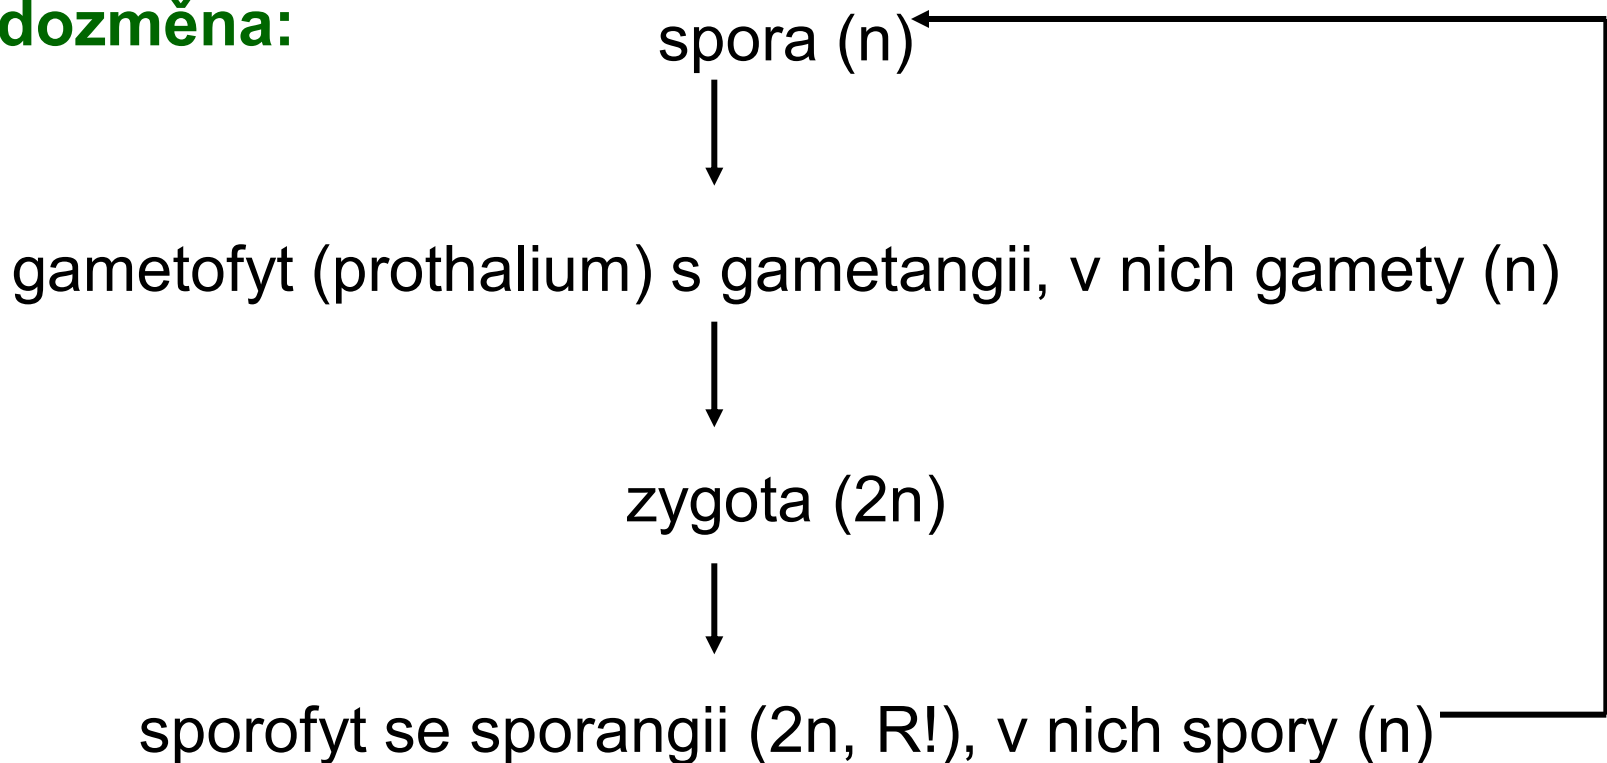 dozměna:
spora (n)
gametofyt (prothalium) s gametangii, v nich gamety (n)
zygota (2n)
sporofyt se sporangii (2n, R!), v nich spory (n)